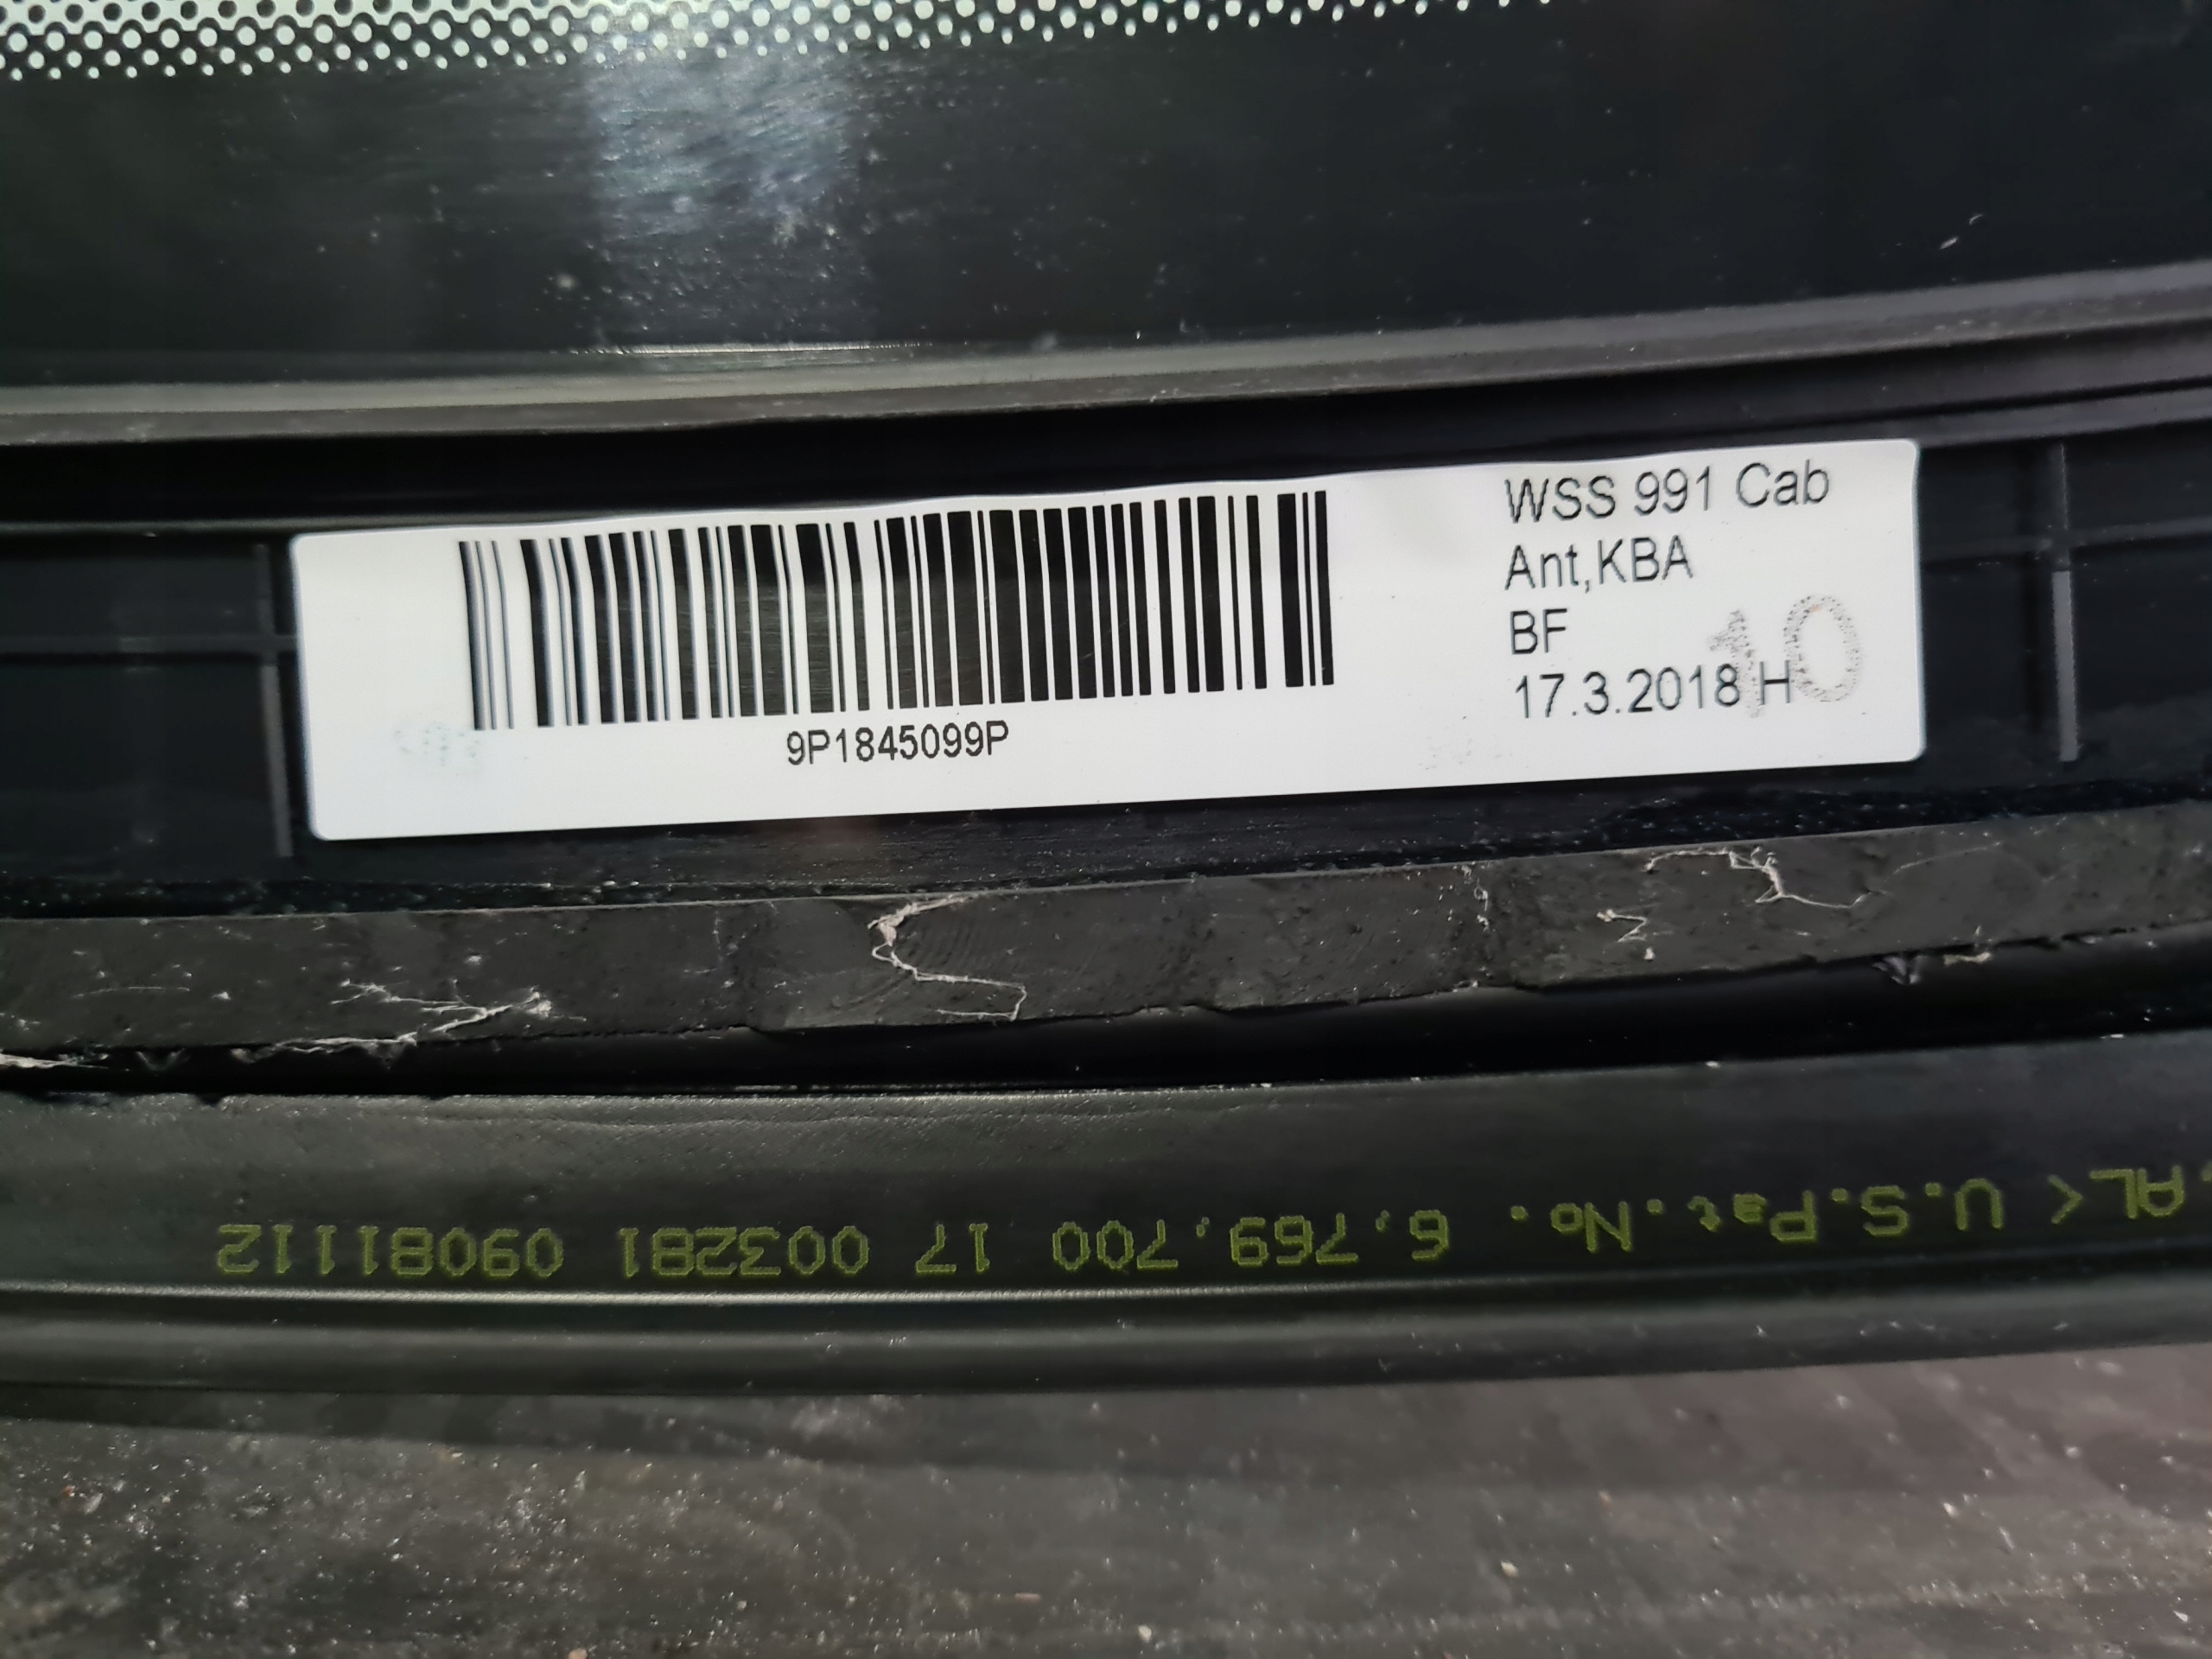 WSS 991 Cab
Ant,KBA
BF
17.3.2018 H
10
9P1845099P
AL< U.S.Pat.No. 6,769,700 17 003281 09081112